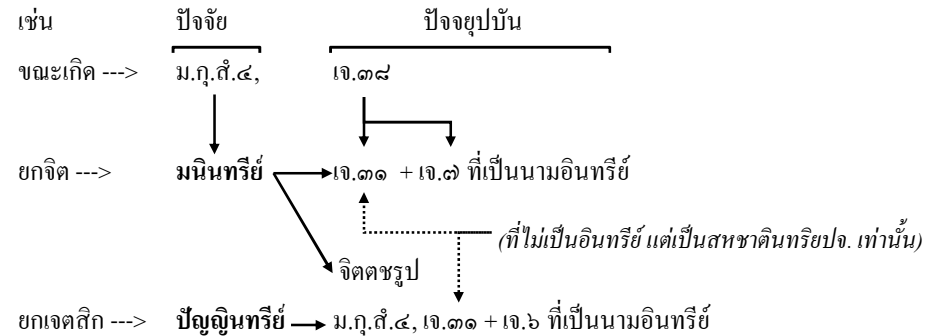 เช่น ปัจจัย ปัจจยุปบัน
ขณะเกิด ---> ม.กุ.สํ.๔, เจ.๓๘
ยกจิต ---> มนินทรีย์ เจ.๓๑ + เจ.๗ ที่เป็นนามอินทรีย์
(ที่ไม่เป็นอินทรีย์ แต่เป็นสหชาตินทริยปจ. เท่านั้น)
จิตตชรูป
ยกเจตสิก ---> ปัญญินทรีย์ ม.กุ.สํ.๔, เจ.๓๑ + เจ.๖ ที่เป็นนามอินทรีย์